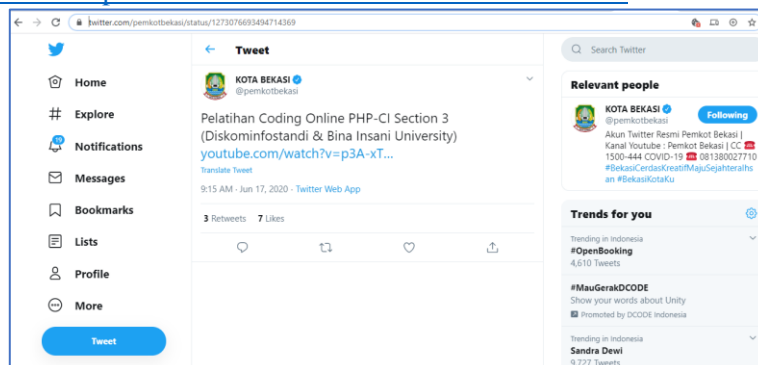 twitter.com/pemkotbekasi/status/1273076693494714369
Home
Explore
19
Notifications
Messages
Bookmarks
Lists
Profile
More
Tweet
Tweet
KOTA BEKASI
@pemkotbekasi
Pelatihan Coding Online PHP-CI Section 3
(Diskominfostandi & Bina Insani University)
youtube.com/watch?v=p3A-xT...
Translate Tweet
9:15 AM · Jun 17, 2020 · Twitter Web App
3 Retweets 7 Likes
Search Twitter
Relevant people
KOTA BEKASI
@pemkotbekasi
Following
Akun Twitter Resmi Pemkot Bekasi |
Kanal Youtube : Pemkot Bekasi | CC ☎
1500-444 COVID-19 ☎ 081380027710
#BekasiCerdasKreatifMajuSejahteraIhs
an #BekasiKotaKu
Trends for you
Trending in Indonesia
#OpenBooking
4,610 Tweets
#MauGerakDCODE
Show your words about Unity
Promoted by DCODE Indonesia
Trending in Indonesia
Sandra Dewi
9,727 Tweets